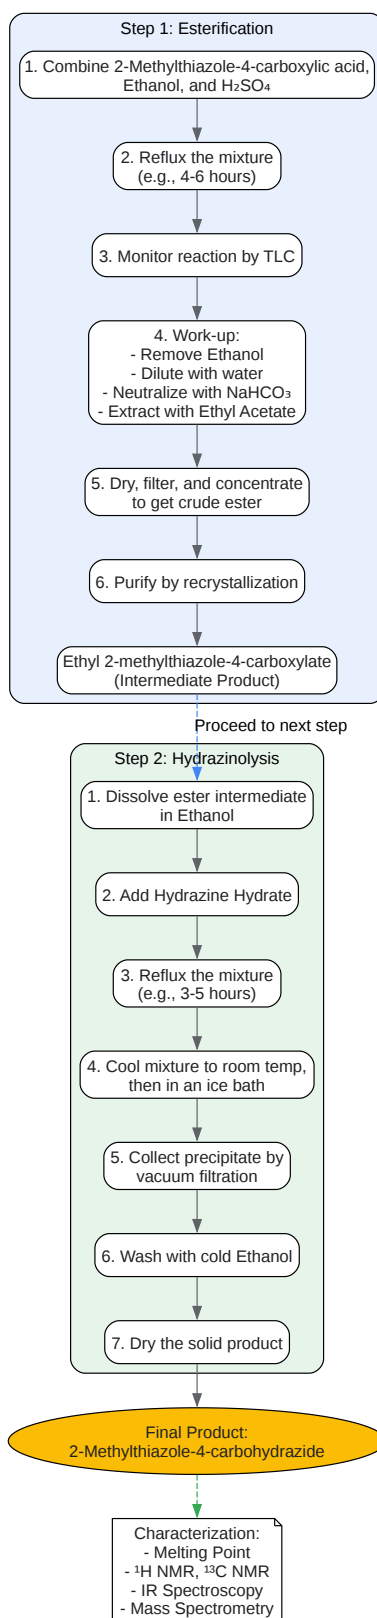 Step 1: Esterification
1. Combine 2-Methylthiazole-4-carboxylic acid,
Ethanol, and H₂SO₄
2. Reflux the mixture
(e.g., 4-6 hours)
3. Monitor reaction by TLC
4. Work-up:
- Remove Ethanol
- Dilute with water
- Neutralize with NaHCO₃
- Extract with Ethyl Acetate
5. Dry, filter, and concentrate
to get crude ester
6. Purify by recrystallization
Ethyl 2-methylthiazole-4-carboxylate
(Intermediate Product)
Proceed to next step
Step 2: Hydrazinolysis
1. Dissolve ester intermediate
in Ethanol
2. Add Hydrazine Hydrate
3. Reflux the mixture
(e.g., 3-5 hours)
4. Cool mixture to room temp,
then in an ice bath
5. Collect precipitate by
vacuum filtration
6. Wash with cold Ethanol
7. Dry the solid product
Final Product:
2-Methylthiazole-4-carbohydrazide
Characterization:
- Melting Point
- ¹H NMR, ¹³C NMR
- IR Spectroscopy
- Mass Spectrometry